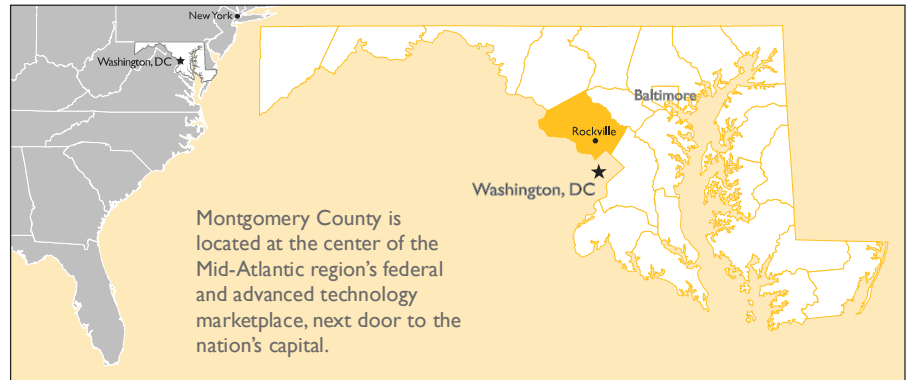 New York
Washington, DC
Baltimore
Rockville
Washington, DC
Montgomery County is
located at the center of the
Mid-Atlantic region’s federal
and advanced technology
marketplace, next door to the
nation’s capital.